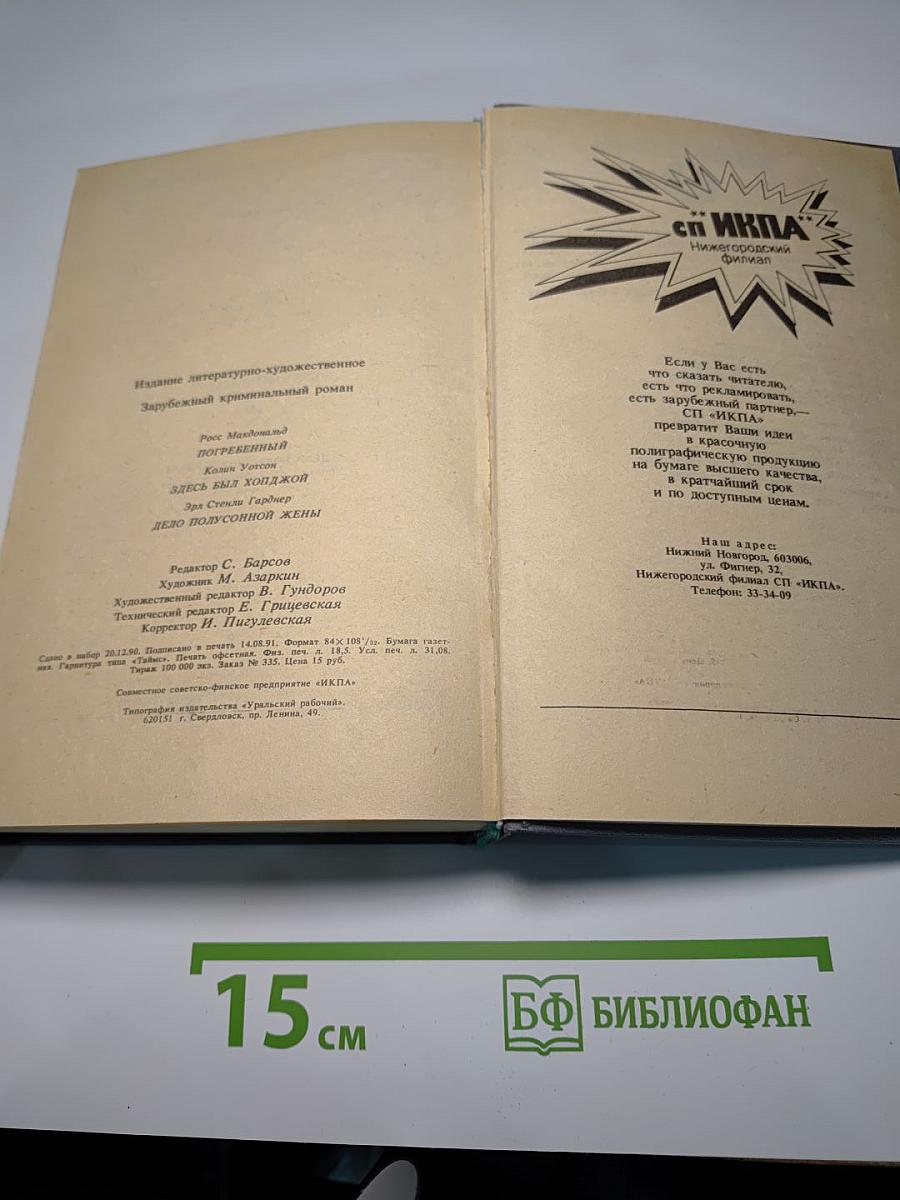 Издание литературно-художественное
Зарубежный криминальный роман
Росс Макдональд
ПОГРЕБЕННЫЙ
Колин Уотсон
ЗДЕСЬ БЫЛ ХОПДЖОЙ
Эрл Стенли Гарднер
ДЕЛО ПОЛУСОННОЙ ЖЕНЫ
Редактор С. Барсов
Художник М. Азаркин
Художественный редактор В. Гундоров
Технический редактор Е. Грицевская
Корректор И. Пигулевская
Сдано в набор 20.12.90. Подписано в печать 14.08.91. Формат 84×108¹/₃₂. Бумага газет-
ная. Гарнитура типа «Таймс». Печать офсетная. Физ. печ. л. 18,5. Усл. печ. л. 31,08.
Тираж 100 000 экз. Заказ № 335. Цена 15 руб.
Совместное советско-финское предприятие «ИКПА»
Типография издательства «Уральский рабочий».
620151 г. Свердловск, пр. Ленина, 49.
сп "ИКПА"
Нижегородский
филиал
Если у Вас есть
что сказать читателю,
есть что рекламировать,
есть зарубежный партнер,—
СП «ИКПА»
превратит Ваши идеи
в красочную
полиграфическую продукцию
на бумаге высшего качества,
в кратчайший срок
и по доступным ценам.
Наш адрес:
Нижний Новгород, 603006,
ул. Фигнер, 32,
Нижегородский филиал СП «ИКПА».
Телефон: 33-34-09
15 см
БФ БИБЛИОФАН